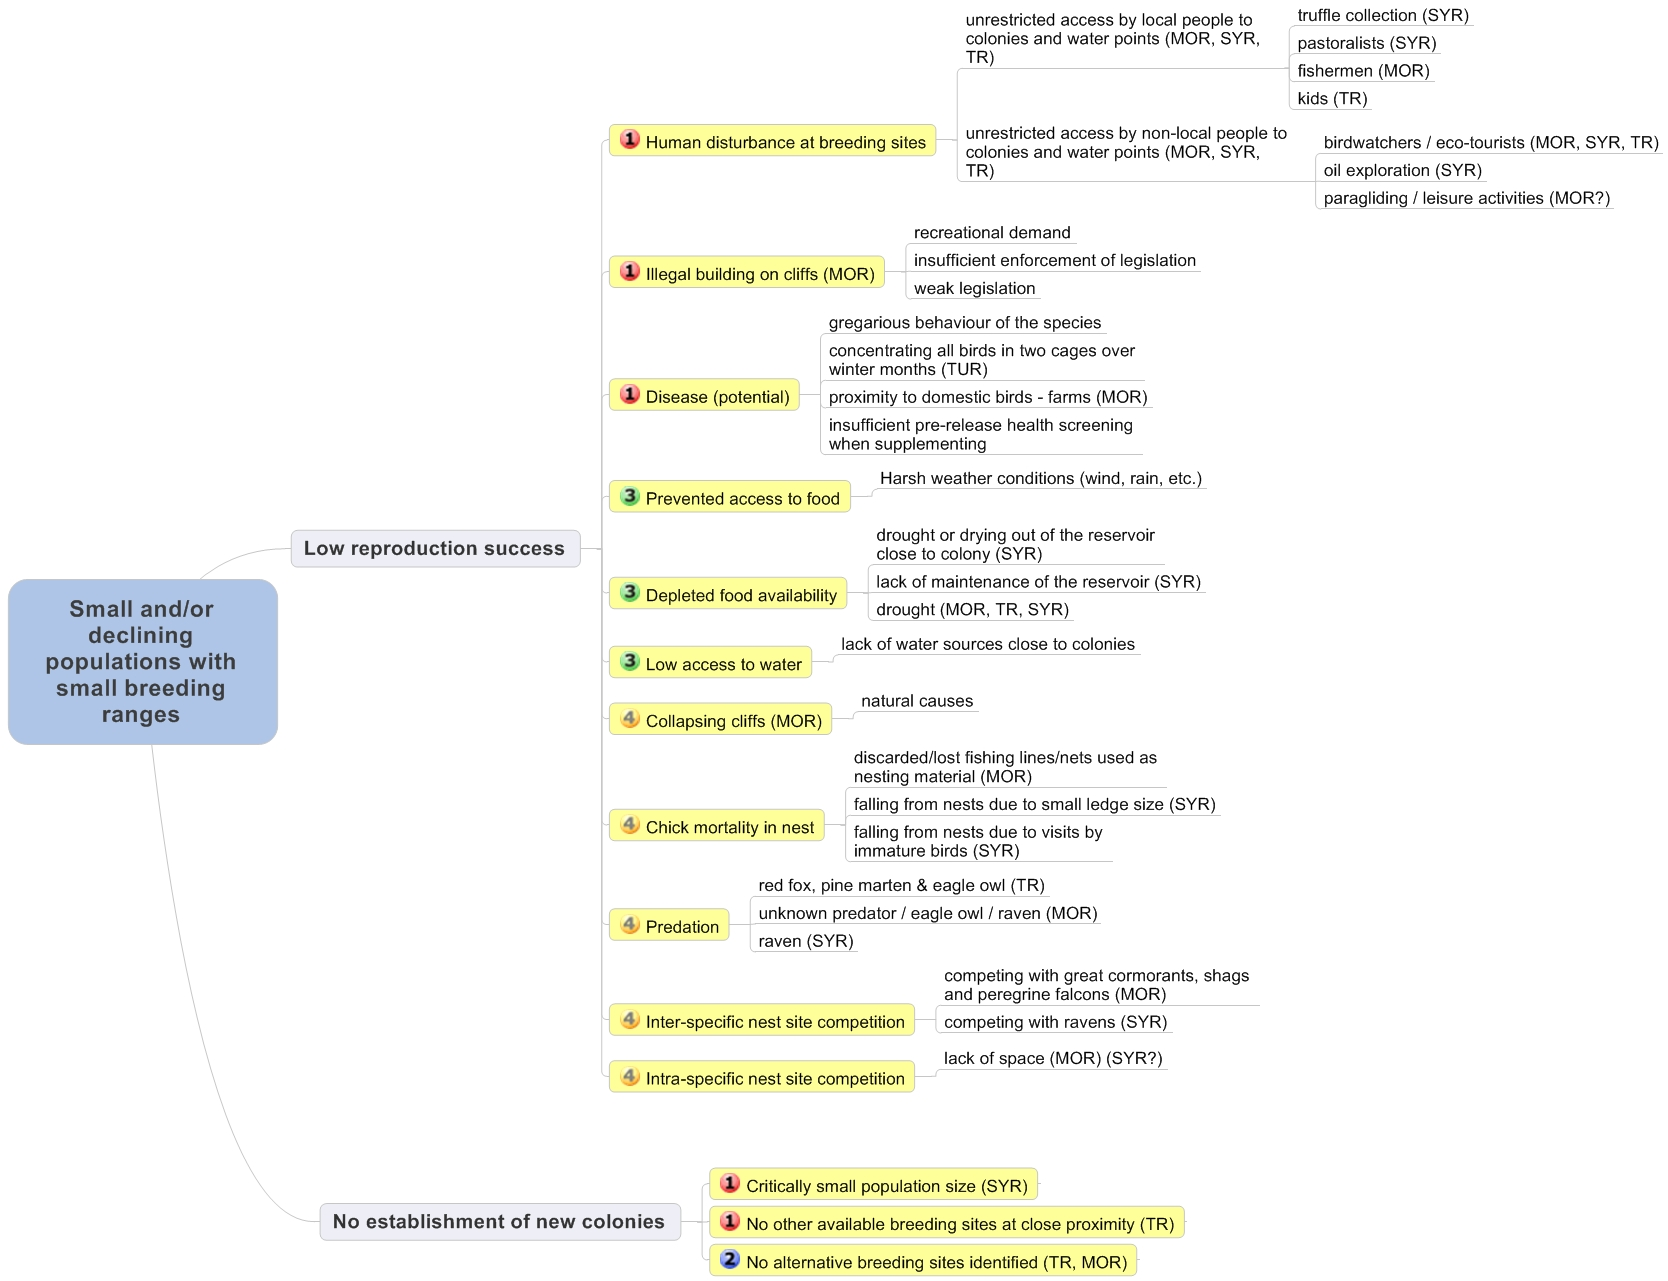 Small and/or
declining
populations with
small breeding
ranges
Low reproduction success
1 Human disturbance at breeding sites
unrestricted access by local people to
colonies and water points (MOR, SYR,
TR)
truffle collection (SYR)
pastoralists (SYR)
fishermen (MOR)
kids (TR)
unrestricted access by non-local people to
colonies and water points (MOR, SYR,
TR)
birdwatchers / eco-tourists (MOR, SYR, TR)
oil exploration (SYR)
paragliding / leisure activities (MOR?)
1 Illegal building on cliffs (MOR)
recreational demand
insufficient enforcement of legislation
weak legislation
1 Disease (potential)
gregarious behaviour of the species
concentrating all birds in two cages over
winter months (TUR)
proximity to domestic birds - farms (MOR)
insufficient pre-release health screening
when supplementing
3 Prevented access to food
Harsh weather conditions (wind, rain, etc.)
3 Depleted food availability
drought or drying out of the reservoir
close to colony (SYR)
lack of maintenance of the reservoir (SYR)
drought (MOR, TR, SYR)
3 Low access to water
lack of water sources close to colonies
4 Collapsing cliffs (MOR)
natural causes
4 Chick mortality in nest
discarded/lost fishing lines/nets used as
nesting material (MOR)
falling from nests due to small ledge size (SYR)
falling from nests due to visits by
immature birds (SYR)
4 Predation
red fox, pine marten & eagle owl (TR)
unknown predator / eagle owl / raven (MOR)
raven (SYR)
4 Inter-specific nest site competition
competing with great cormorants, shags
and peregrine falcons (MOR)
competing with ravens (SYR)
4 Intra-specific nest site competition
lack of space (MOR) (SYR?)
No establishment of new colonies
1 Critically small population size (SYR)
1 No other available breeding sites at close proximity (TR)
2 No alternative breeding sites identified (TR, MOR)